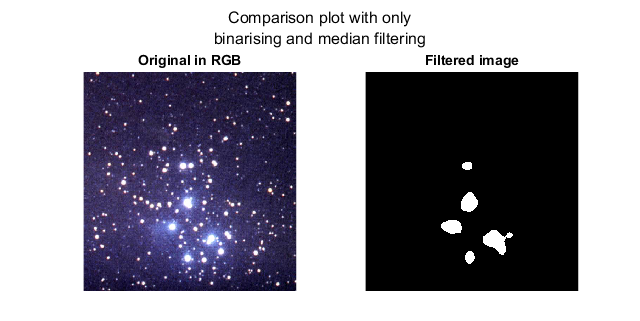 Comparison plot with only
binarising and median filtering
Original in RGB
Filtered image